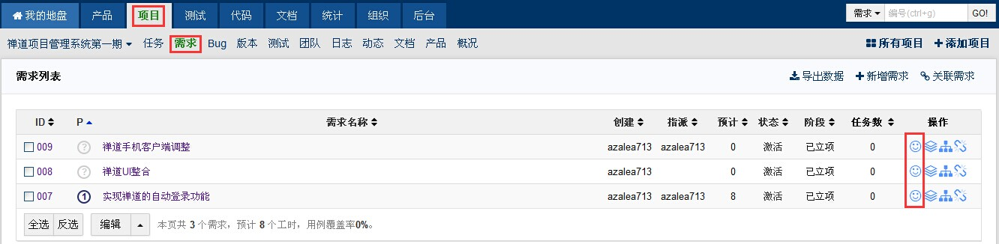 我的地盘 产品 项目 测试 代码 文档 统计 组织 后台 需求 编号(ctrl+g) GO!
禅道项目管理系统第一期 任务 需求 Bug 版本 测试 团队 日志 动态 文档 产品 概况 所有项目 添加项目
需求列表 导出数据 新增需求 关联需求
ID P 需求名称 创建 指派 预计 状态 阶段 任务数 操作
009 ? 禅道手机客户端调整 azalea713 azalea713 0 激活 已立项 0
008 ? 禅道UI整合 azalea713 0 激活 已立项 0
007 1 实现禅道的自动登录功能 azalea713 azalea713 8 激活 已立项 0
全选 反选 编辑 本页共 3 个需求，预计 8 个工时，用例覆盖率0%。